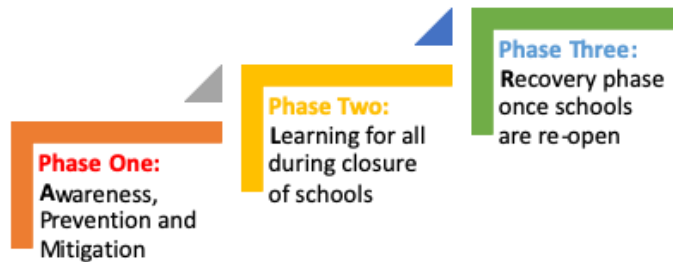 Phase One:
Awareness,
Prevention and
Mitigation
Phase Two:
Learning for all
during closure
of schools
Phase Three:
Recovery phase
once schools
are re-open